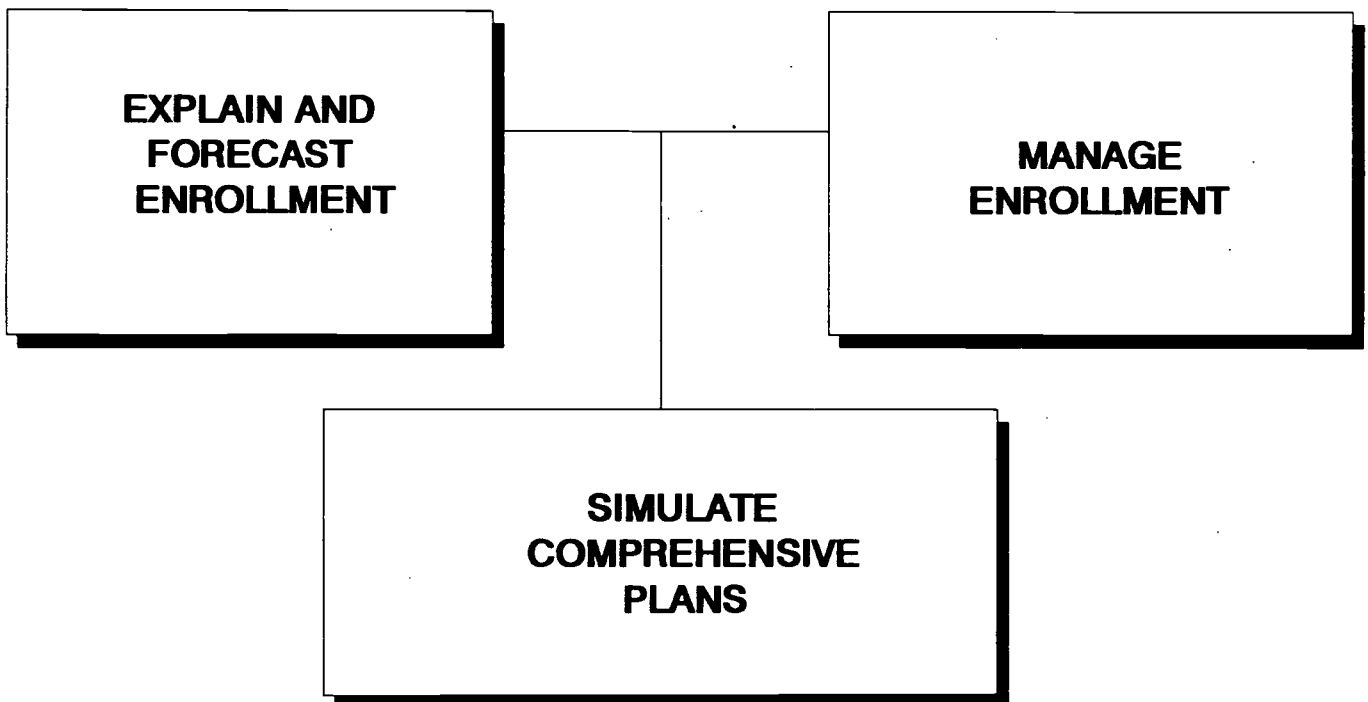 EXPLAIN AND
FORECAST
ENROLLMENT
MANAGE
ENROLLMENT
SIMULATE
COMPREHENSIVE
PLANS